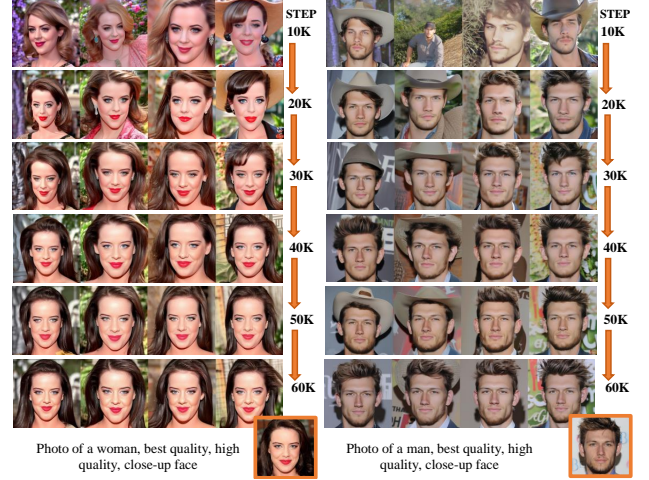 STEP
10K
20K
30K
40K
50K
60K
Photo of a woman, best quality, high
quality, close-up face
STEP
10K
20K
30K
40K
50K
60K
Photo of a man, best quality, high
quality, close-up face